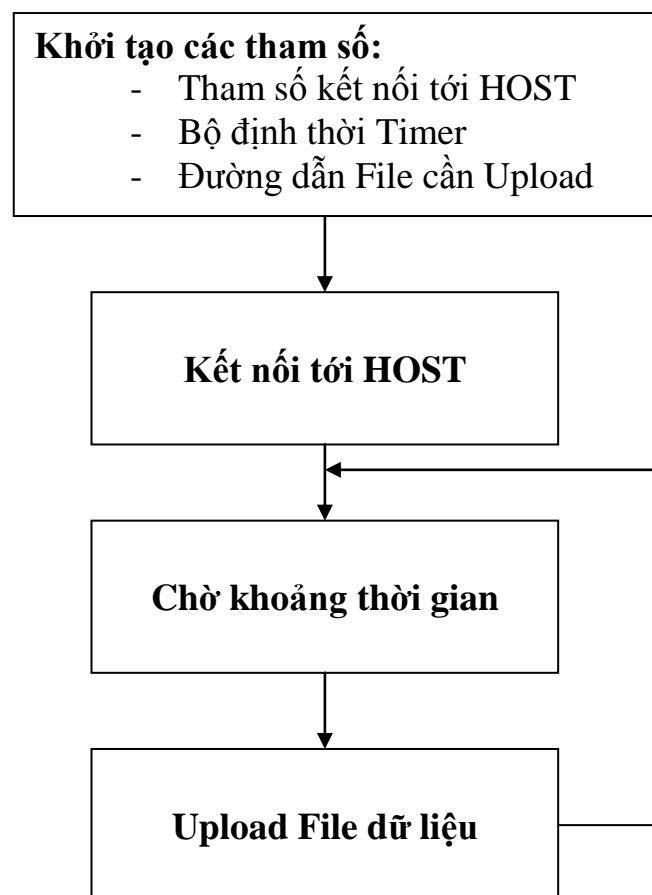 Khởi tạo các tham số:
- Tham số kết nối tới HOST
- Bộ định thời Timer
- Đường dẫn File cần Upload
Kết nối tới HOST
Chờ khoảng thời gian
Upload File dữ liệu